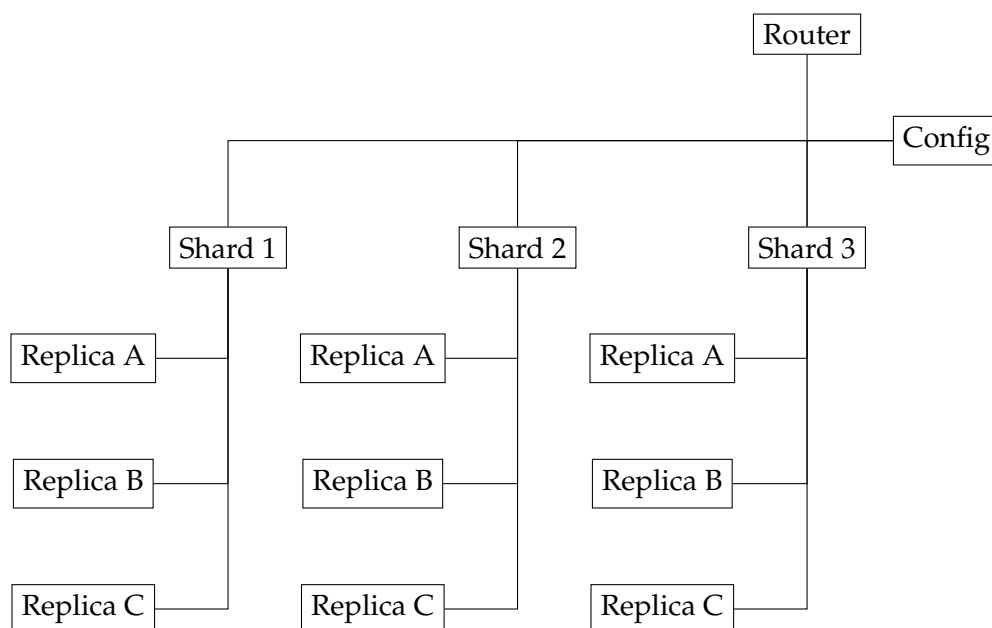 Router
Config
Shard 1
Shard 2
Shard 3
Replica A
Replica A
Replica A
Replica B
Replica B
Replica B
Replica C
Replica C
Replica C